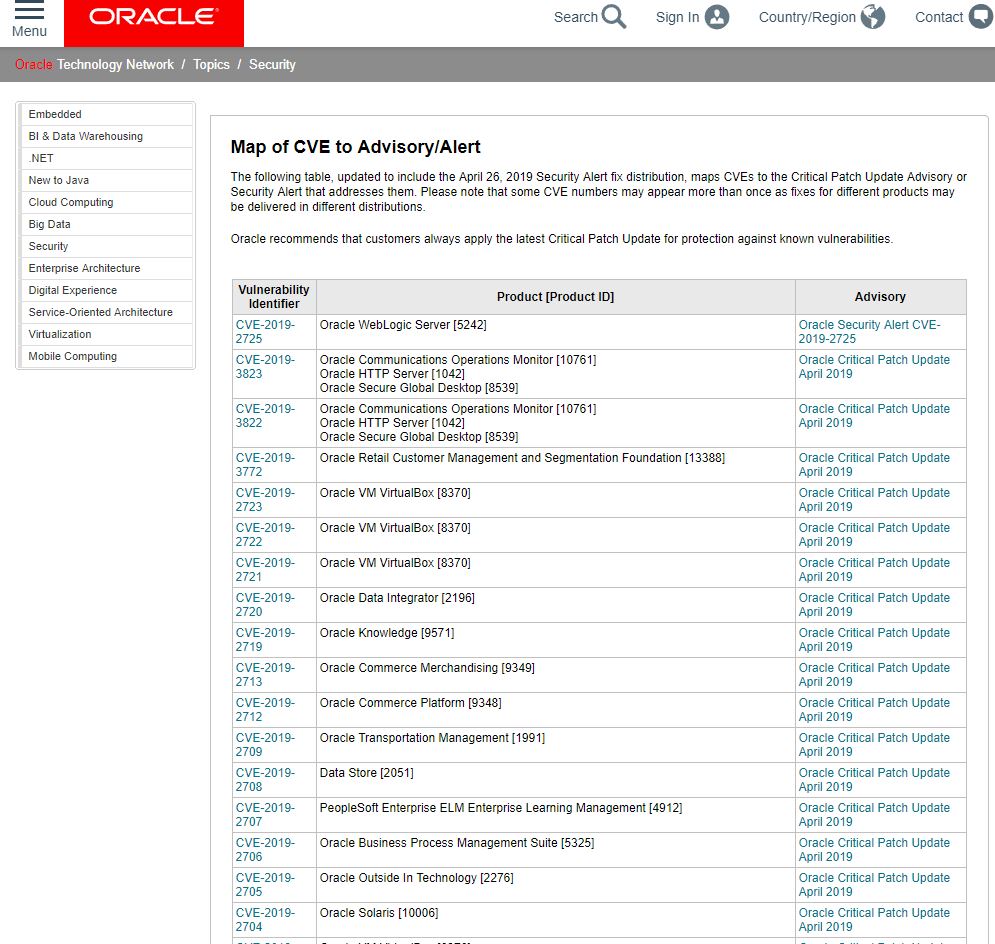 Menu
ORACLE
Search
Sign In
Country/Region
Contact
Oracle Technology Network / Topics / Security
Embedded
BI & Data Warehousing
.NET
New to Java
Cloud Computing
Big Data
Security
Enterprise Architecture
Digital Experience
Service-Oriented Architecture
Virtualization
Mobile Computing
Map of CVE to Advisory/Alert
The following table, updated to include the April 26, 2019 Security Alert fix distribution, maps CVEs to the Critical Patch Update Advisory or
Security Alert that addresses them. Please note that some CVE numbers may appear more than once as fixes for different products may
be delivered in different distributions.
Oracle recommends that customers always apply the latest Critical Patch Update for protection against known vulnerabilities.
Vulnerability
Identifier
Product [Product ID]
Advisory
CVE-2019-
2725
Oracle WebLogic Server [5242]
Oracle Security Alert CVE-
2019-2725
CVE-2019-
3823
Oracle Communications Operations Monitor [10761]
Oracle HTTP Server [1042]
Oracle Secure Global Desktop [8539]
Oracle Critical Patch Update
April 2019
CVE-2019-
3822
Oracle Communications Operations Monitor [10761]
Oracle HTTP Server [1042]
Oracle Secure Global Desktop [8539]
Oracle Critical Patch Update
April 2019
CVE-2019-
3772
Oracle Retail Customer Management and Segmentation Foundation [13388]
Oracle Critical Patch Update
April 2019
CVE-2019-
2723
Oracle VM VirtualBox [8370]
Oracle Critical Patch Update
April 2019
CVE-2019-
2722
Oracle VM VirtualBox [8370]
Oracle Critical Patch Update
April 2019
CVE-2019-
2721
Oracle VM VirtualBox [8370]
Oracle Critical Patch Update
April 2019
CVE-2019-
2720
Oracle Data Integrator [2196]
Oracle Critical Patch Update
April 2019
CVE-2019-
2719
Oracle Knowledge [9571]
Oracle Critical Patch Update
April 2019
CVE-2019-
2713
Oracle Commerce Merchandising [9349]
Oracle Critical Patch Update
April 2019
CVE-2019-
2712
Oracle Commerce Platform [9348]
Oracle Critical Patch Update
April 2019
CVE-2019-
2709
Oracle Transportation Management [1991]
Oracle Critical Patch Update
April 2019
CVE-2019-
2708
Data Store [2051]
Oracle Critical Patch Update
April 2019
CVE-2019-
2707
PeopleSoft Enterprise ELM Enterprise Learning Management [4912]
Oracle Critical Patch Update
April 2019
CVE-2019-
2706
Oracle Business Process Management Suite [5325]
Oracle Critical Patch Update
April 2019
CVE-2019-
2705
Oracle Outside In Technology [2276]
Oracle Critical Patch Update
April 2019
CVE-2019-
2704
Oracle Solaris [10006]
Oracle Critical Patch Update
April 2019